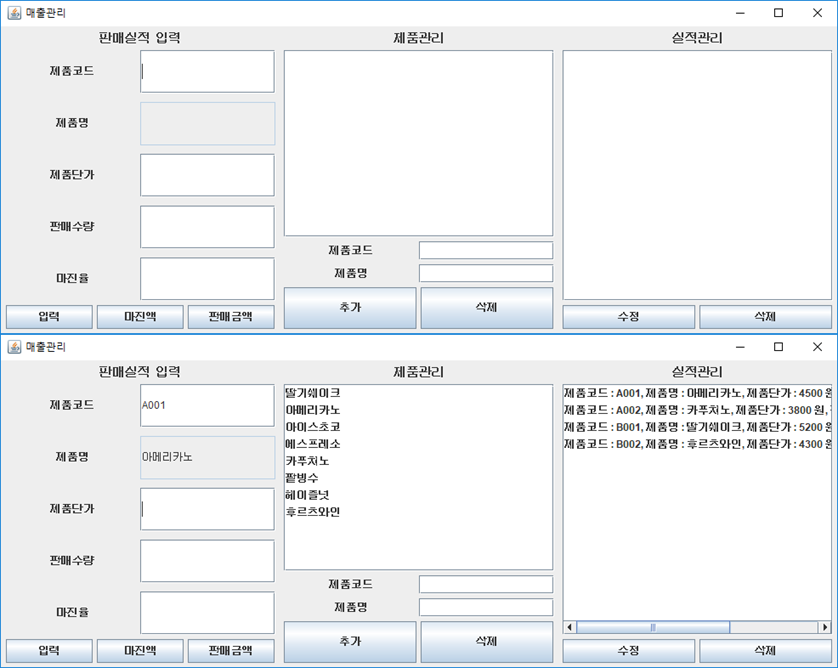 매출관리
판매실적 입력
제품코드
제품명
제품단가
판매수량
마진율
입력 마진액 판매금액
제품관리
제품코드
제품명
추가 삭제
실적관리
수정 삭제
매출관리
판매실적 입력
제품코드 A001
제품명 아메리카노
제품단가
판매수량
마진율
입력 마진액 판매금액
제품관리
딸기쉐이크
아메리카노
아이스초코
에스프레소
카푸치노
팥빙수
헤이즐넛
후르츠와인
제품코드
제품명
추가 삭제
실적관리
제품코드 : A001, 제품명 : 아메리카노, 제품단가 : 4500 원
제품코드 : A002, 제품명 : 카푸치노, 제품단가 : 3800 원,
제품코드 : B001, 제품명 : 딸기쉐이크, 제품단가 : 5200
제품코드 : B002, 제품명 : 후르츠와인, 제품단가 : 4300
수정 삭제